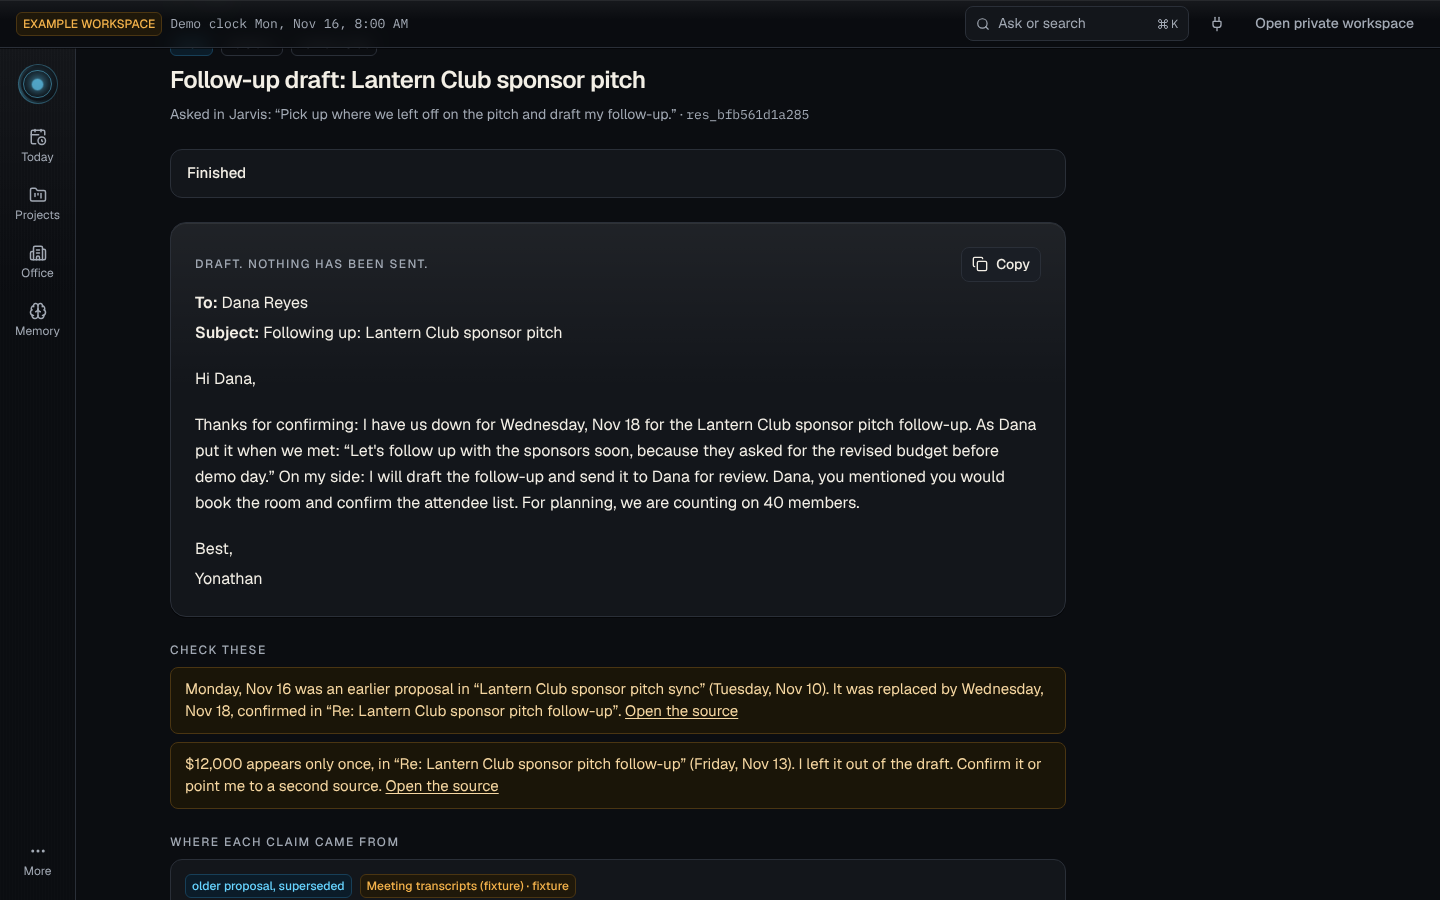 EXAMPLE WORKSPACE Demo clock Mon, Nov 16, 8:00 AM
Ask or search ⌘K
Open private workspace
Today
Projects
Office
Memory
More
Follow-up draft: Lantern Club sponsor pitch
Asked in Jarvis: “Pick up where we left off on the pitch and draft my follow-up.” · res_bfb561d1a285
Finished
DRAFT. NOTHING HAS BEEN SENT.
Copy
To: Dana Reyes
Subject: Following up: Lantern Club sponsor pitch
Hi Dana,
Thanks for confirming: I have us down for Wednesday, Nov 18 for the Lantern Club sponsor pitch follow-up. As Dana
put it when we met: “Let's follow up with the sponsors soon, because they asked for the revised budget before
demo day.” On my side: I will draft the follow-up and send it to Dana for review. Dana, you mentioned you would
book the room and confirm the attendee list. For planning, we are counting on 40 members.
Best,
Yonathan
CHECK THESE
Monday, Nov 16 was an earlier proposal in “Lantern Club sponsor pitch sync” (Tuesday, Nov 10). It was replaced by Wednesday,
Nov 18, confirmed in “Re: Lantern Club sponsor pitch follow-up”. Open the source
$12,000 appears only once, in “Re: Lantern Club sponsor pitch follow-up” (Friday, Nov 13). I left it out of the draft. Confirm it or
point me to a second source. Open the source
WHERE EACH CLAIM CAME FROM
older proposal, superseded
Meeting transcripts (fixture) · fixture